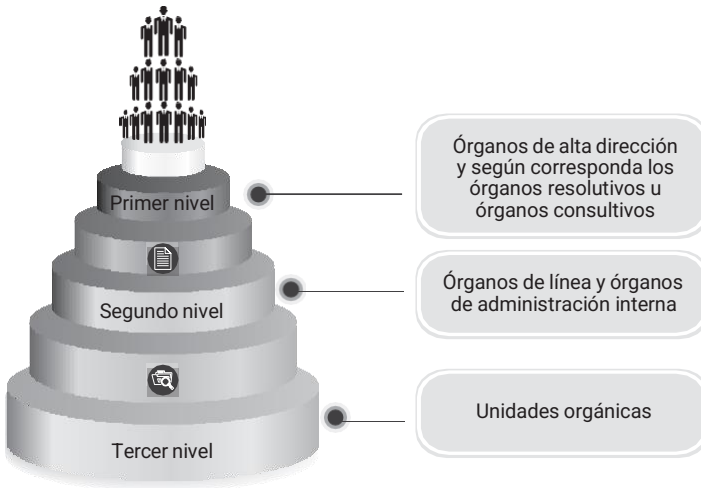 Primer nivel
Órganos de alta dirección
y según corresponda los
órganos resolutivos u
órganos consultivos
Segundo nivel
Órganos de línea y órganos
de administración interna
Tercer nivel
Unidades orgánicas